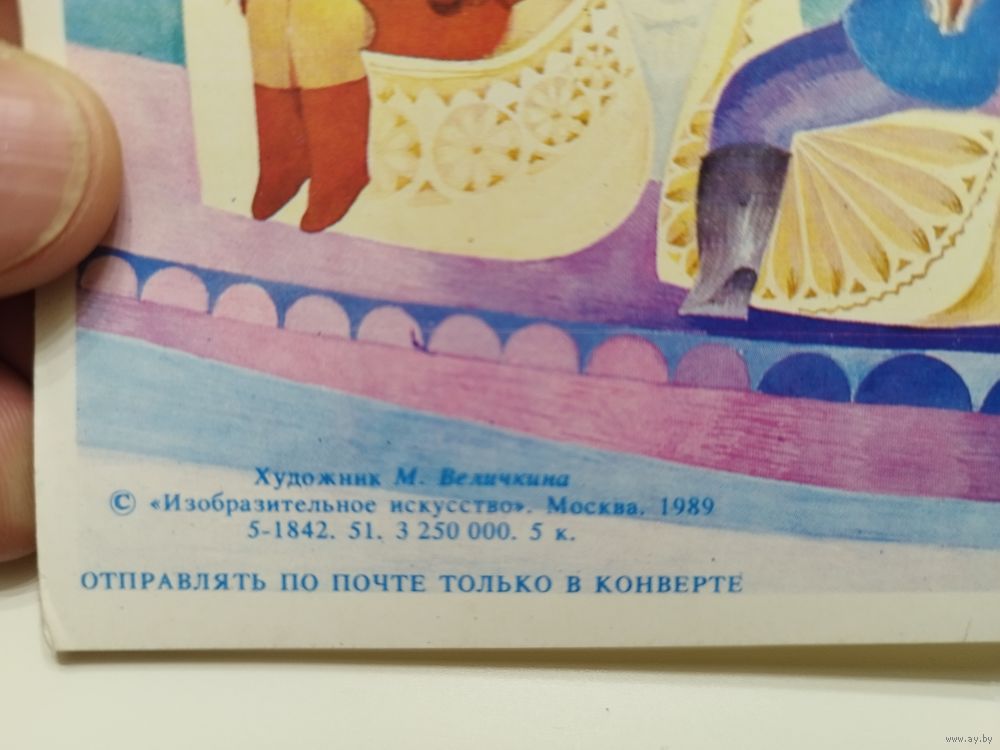 Художник М. Величкина
© «Изобразительное искусство». Москва. 1989
5-1842. 51. 3 250 000. 5 к.
ОТПРАВЛЯТЬ ПО ПОЧТЕ ТОЛЬКО В КОНВЕРТЕ
www.ay.by